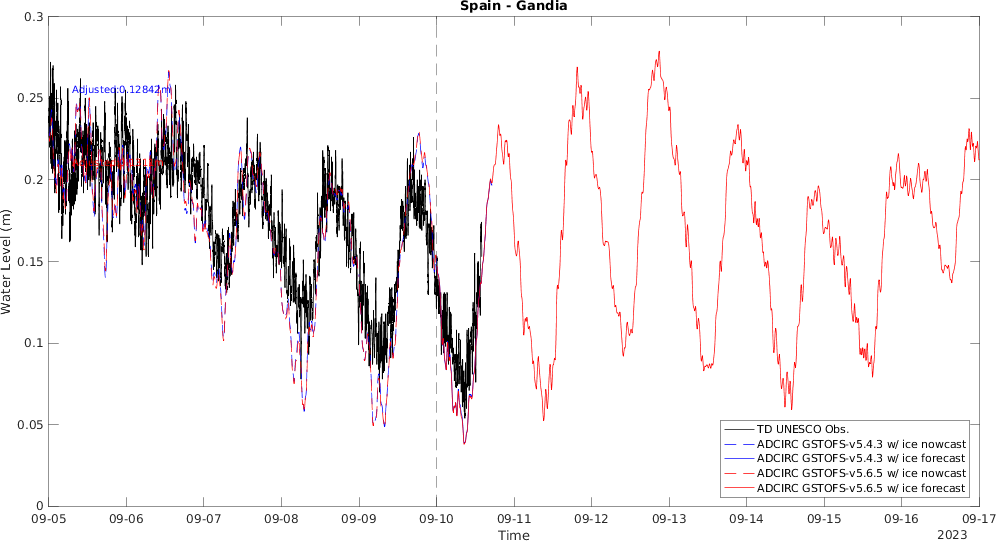 Spain - Gandia
0.3
0.25
0.2
0.15
0.1
0.05
0
Water Level (m)
Adjusted:0.12842m
TD UNESCO Obs.
ADCIRC GSTOFS-v5.4.3 w/ ice nowcast
ADCIRC GSTOFS-v5.4.3 w/ ice forecast
ADCIRC GSTOFS-v5.6.5 w/ ice nowcast
ADCIRC GSTOFS-v5.6.5 w/ ice forecast
09-05 09-06 09-07 09-08 09-09 09-10 09-11 09-12 09-13 09-14 09-15 09-16 09-17
Time
2023